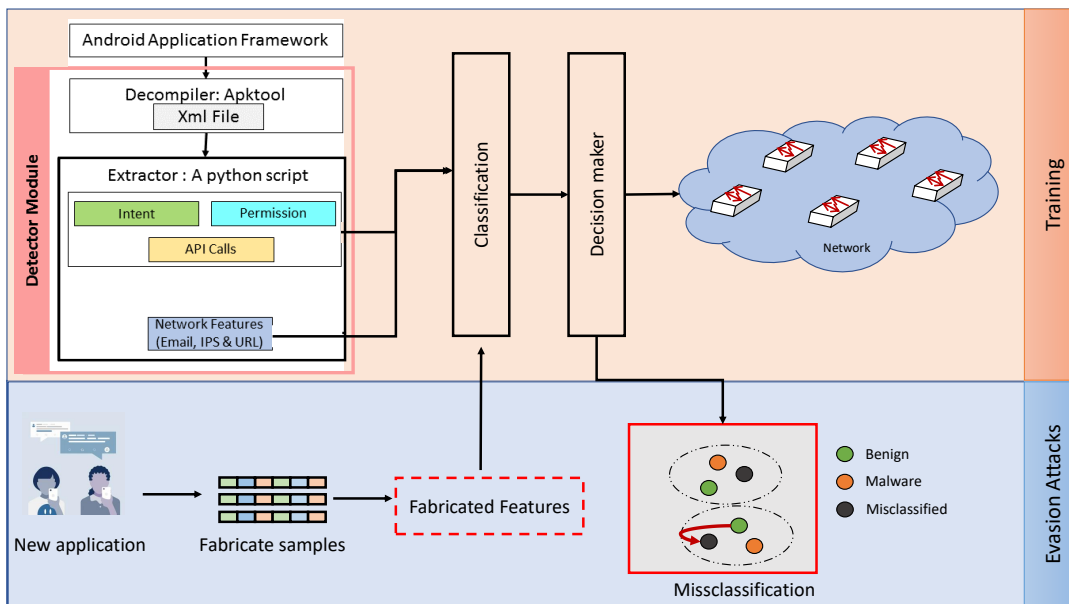 Android Application Framework
Decompiler: Apktool
Xml File
Extractor : A python script
Intent
Permission
API Calls
Network Features
(Email, IPS & URL)
Detector Module
Classification
Decision maker
Network
Training
New application
Fabricate samples
Fabricated Features
Missclassification
Benign
Malware
Misclassified
Evasion Attacks